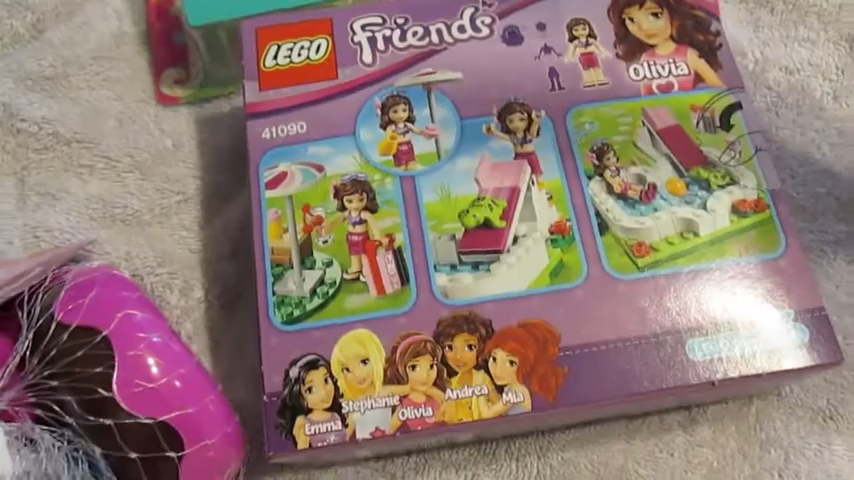 LEGO
Friends
Olivia
41090
Emma
Stephanie
Olivia
Andrea
Mia